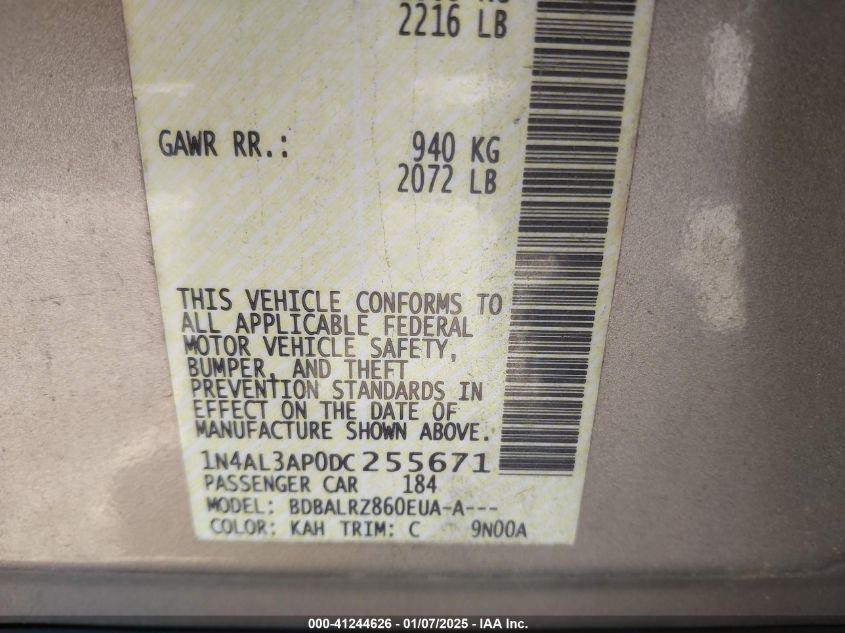 2216 LB
GAWR RR.: 940 KG
2072 LB
THIS VEHICLE CONFORMS TO
ALL APPLICABLE FEDERAL
MOTOR VEHICLE SAFETY,
BUMPER, AND THEFT
PREVENTION STANDARDS IN
EFFECT ON THE DATE OF
MANUFACTURE SHOWN ABOVE.
1N4AL3AP0DC255671
PASSENGER CAR 184
MODEL: BDBALRZ860EUA-A---
COLOR: KAH TRIM: C 9N00A
000-41244626 - 01/07/2025 - IAA Inc.